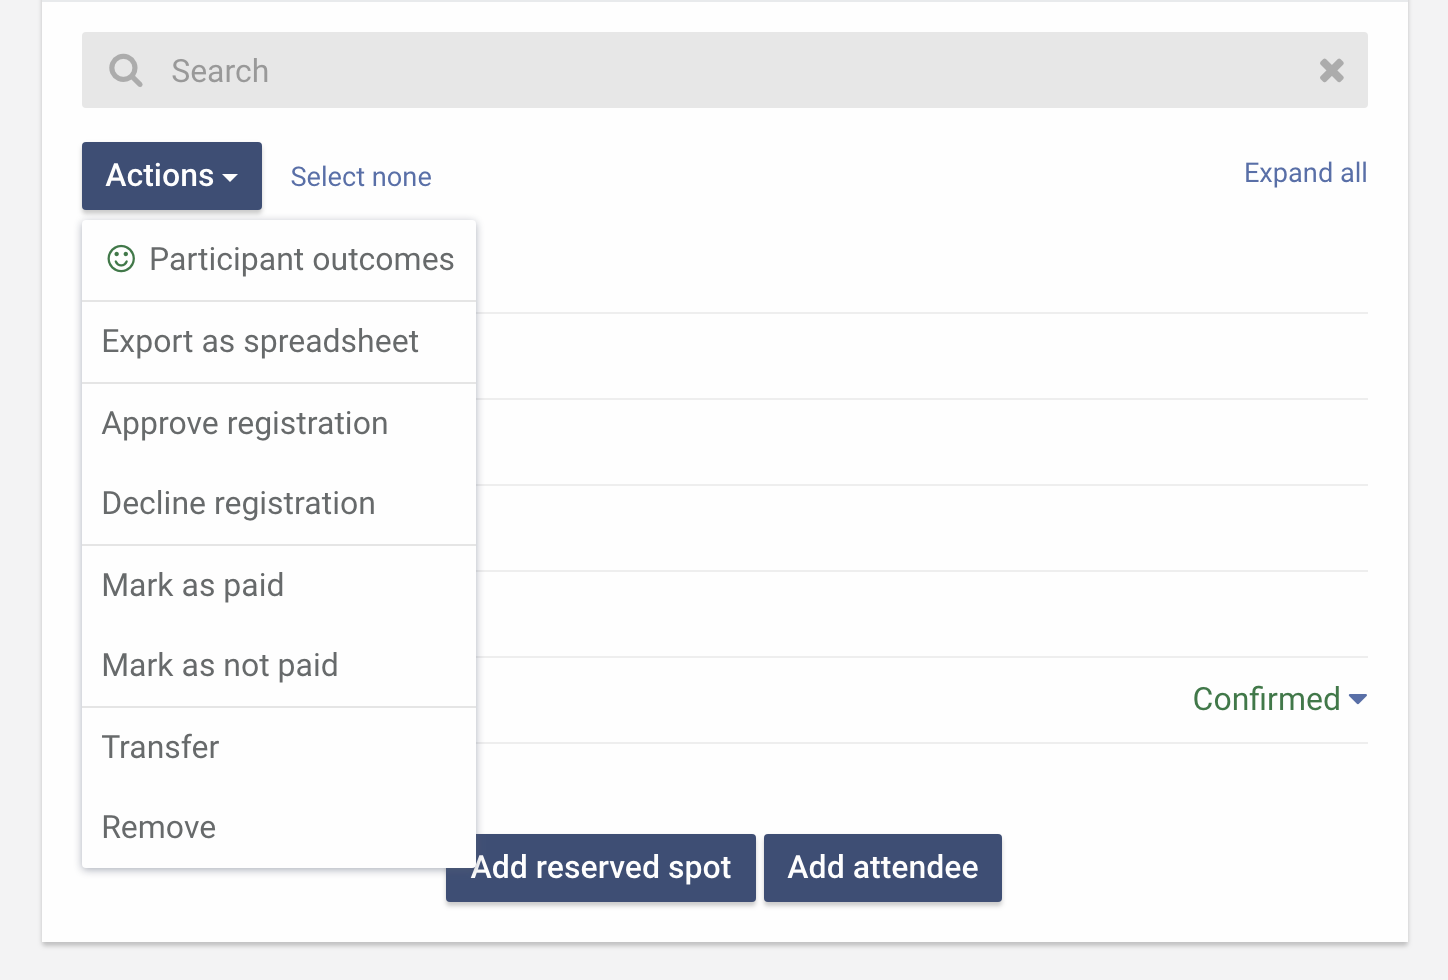 Search
Actions
Select none
Expand all
Participant outcomes
Export as spreadsheet
Approve registration
Decline registration
Mark as paid
Mark as not paid
Confirmed
Transfer
Remove
Add reserved spot
Add attendee